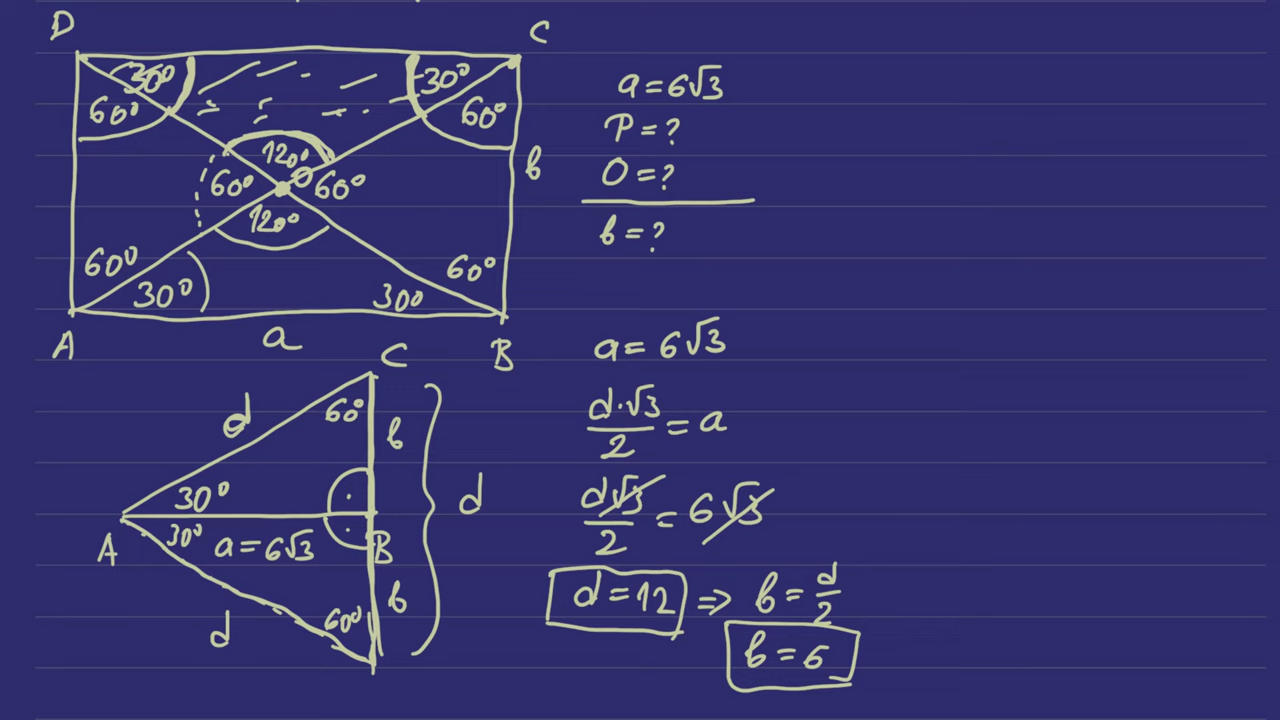 D
C
30° 30°
60° 60°
120°
60° O 60°
120°
b
60° 60°
30° 30°
A a B
a=6√3
P=?
O=?
b=?
C
d 60° b
30°
A 30° a=6√3 B
d
60° b
d
a=6√3
d·√3/2 = a
d√3/2 = 6√3
d=12 ⇒ b=d/2
b=6